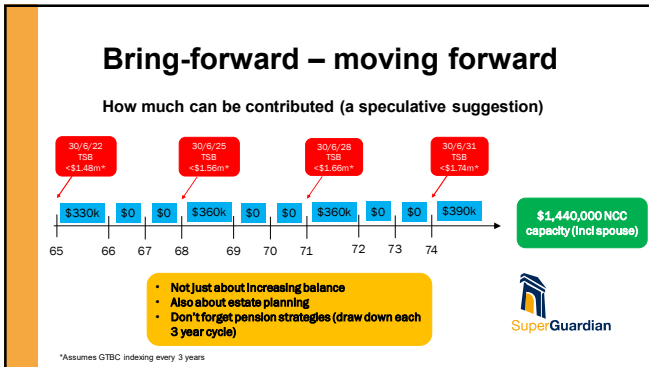 Bring-forward – moving forward
How much can be contributed (a speculative suggestion)
30/6/22
TSB
<$1.48m*
30/6/25
TSB
<$1.56m*
30/6/28
TSB
<$1.66m*
30/6/31
TSB
<$1.74m*
$330k $0 $0 $360k $0 $0 $360k $0 $0 $390k
65 66 67 68 69 70 71 72 73 74
$1,440,000 NCC
capacity (incl spouse)
• Not just about increasing balance
• Also about estate planning
• Don't forget pension strategies (draw down each
3 year cycle)
SuperGuardian
*Assumes GTBC indexing every 3 years